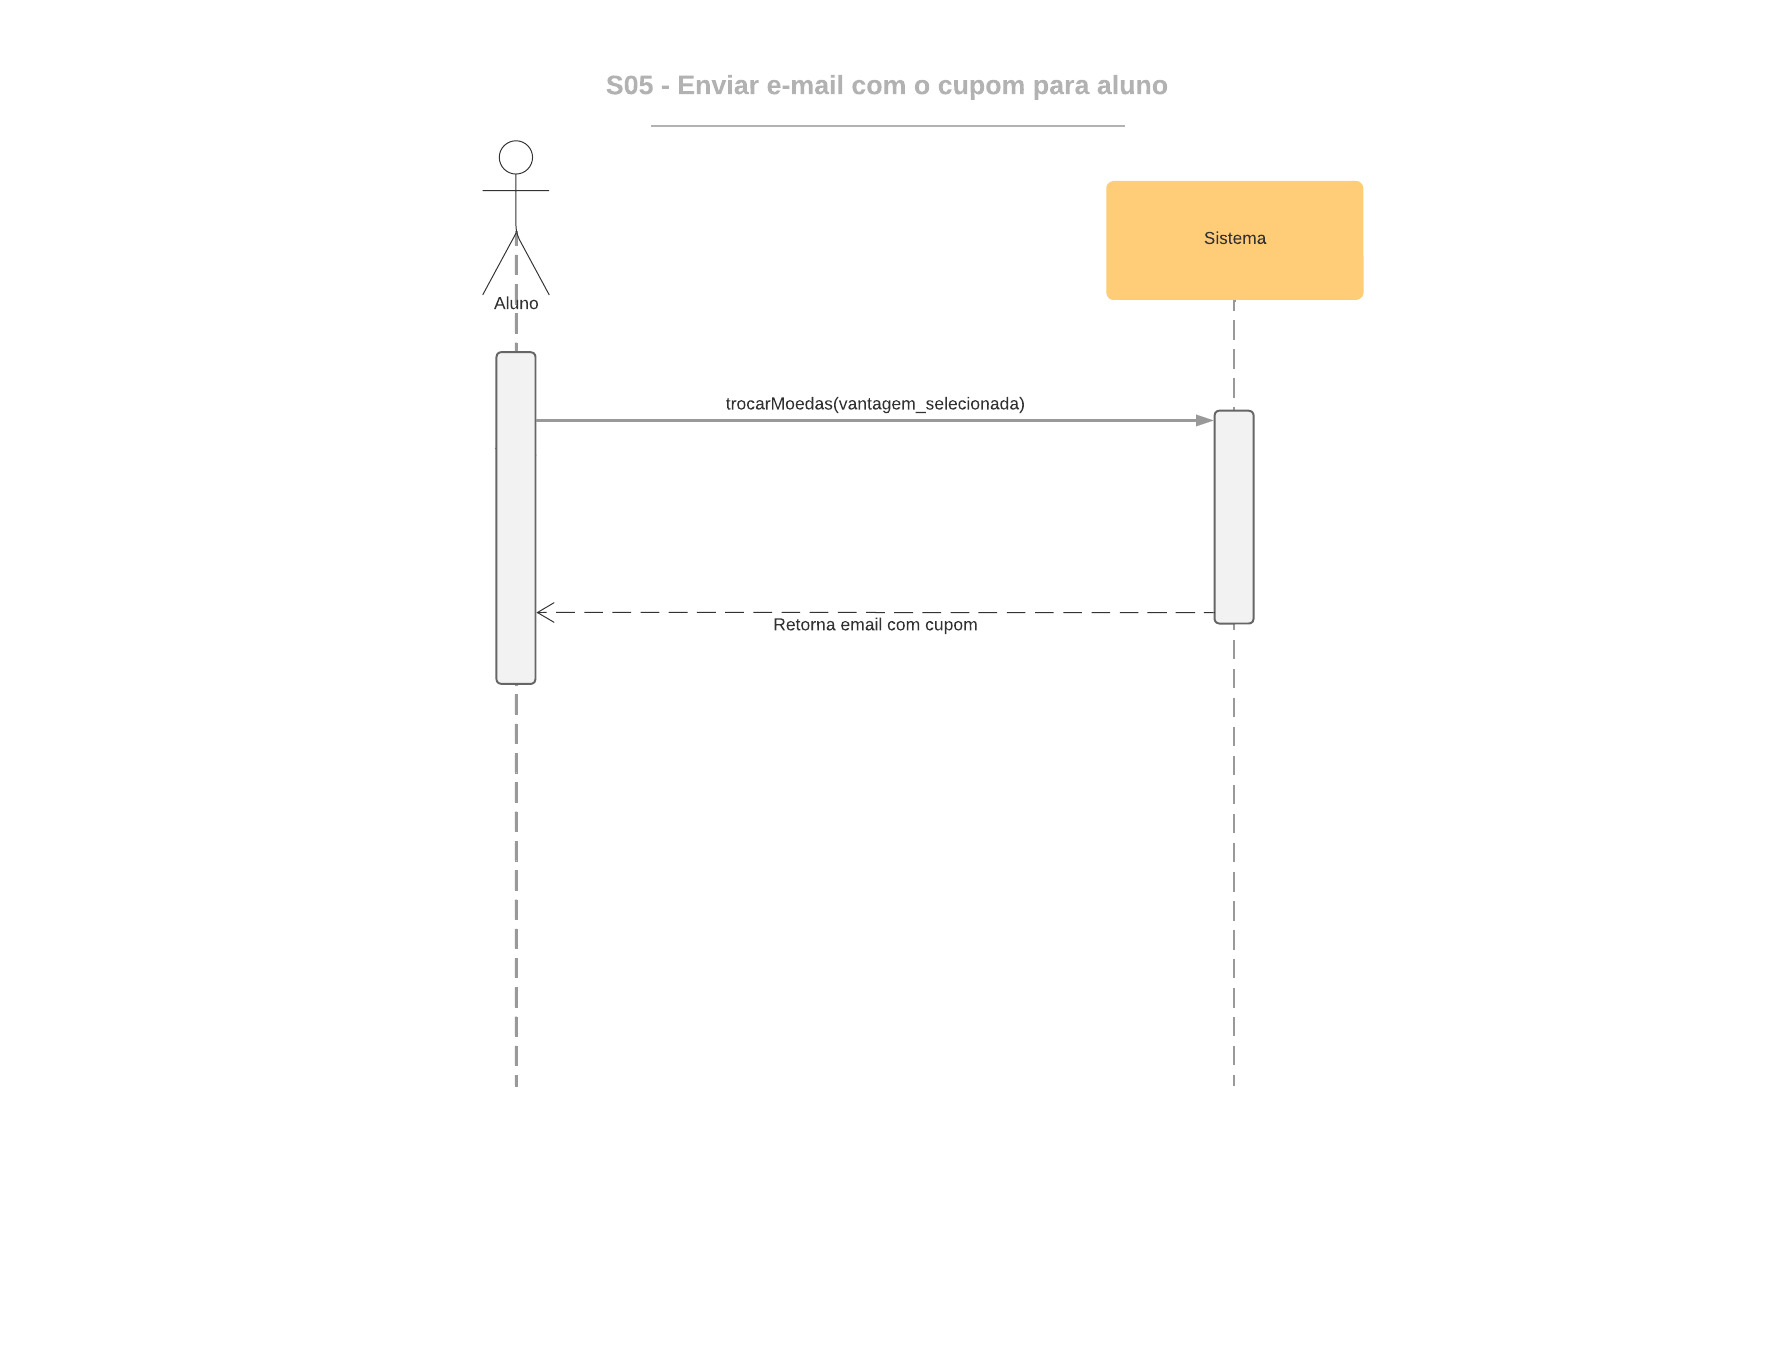 S05 - Enviar e-mail com o cupom para aluno
Sistema
Aluno
trocarMoedas(vantagem_selecionada)
Retorna email com cupom